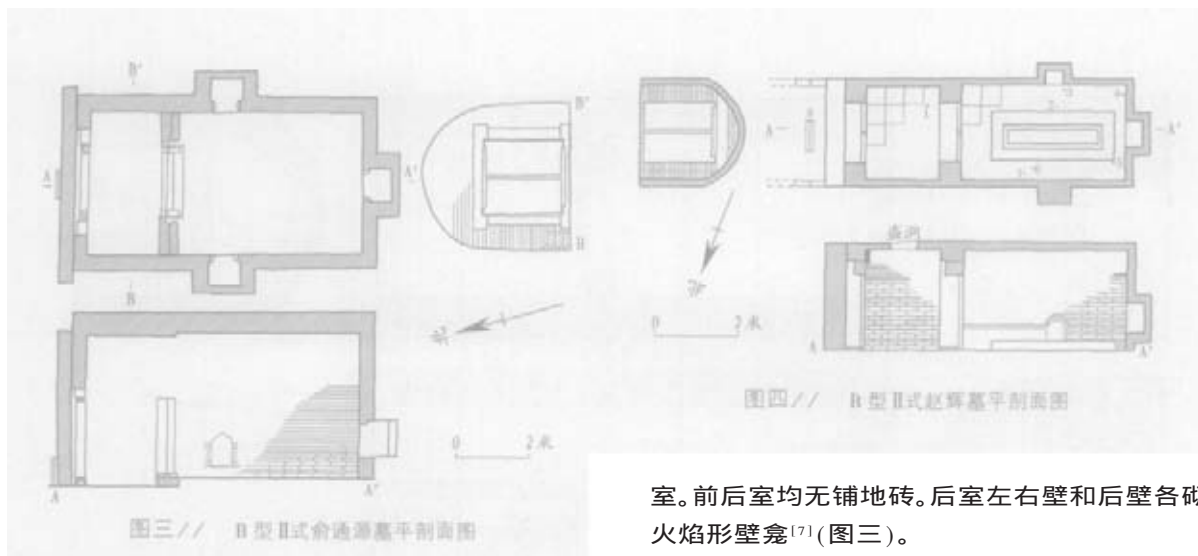 B'
A
A'
B
B'
B
北
A
A'
0 2米
图三// B型Ⅱ式俞通源墓平剖面图
A
A'
北
盗洞
0 2米
A
A'
图四// B型Ⅱ式赵辉墓平剖面图
室。前后室均无铺地砖。后室左右壁和后壁各砌
火焰形壁龛[7](图三)。